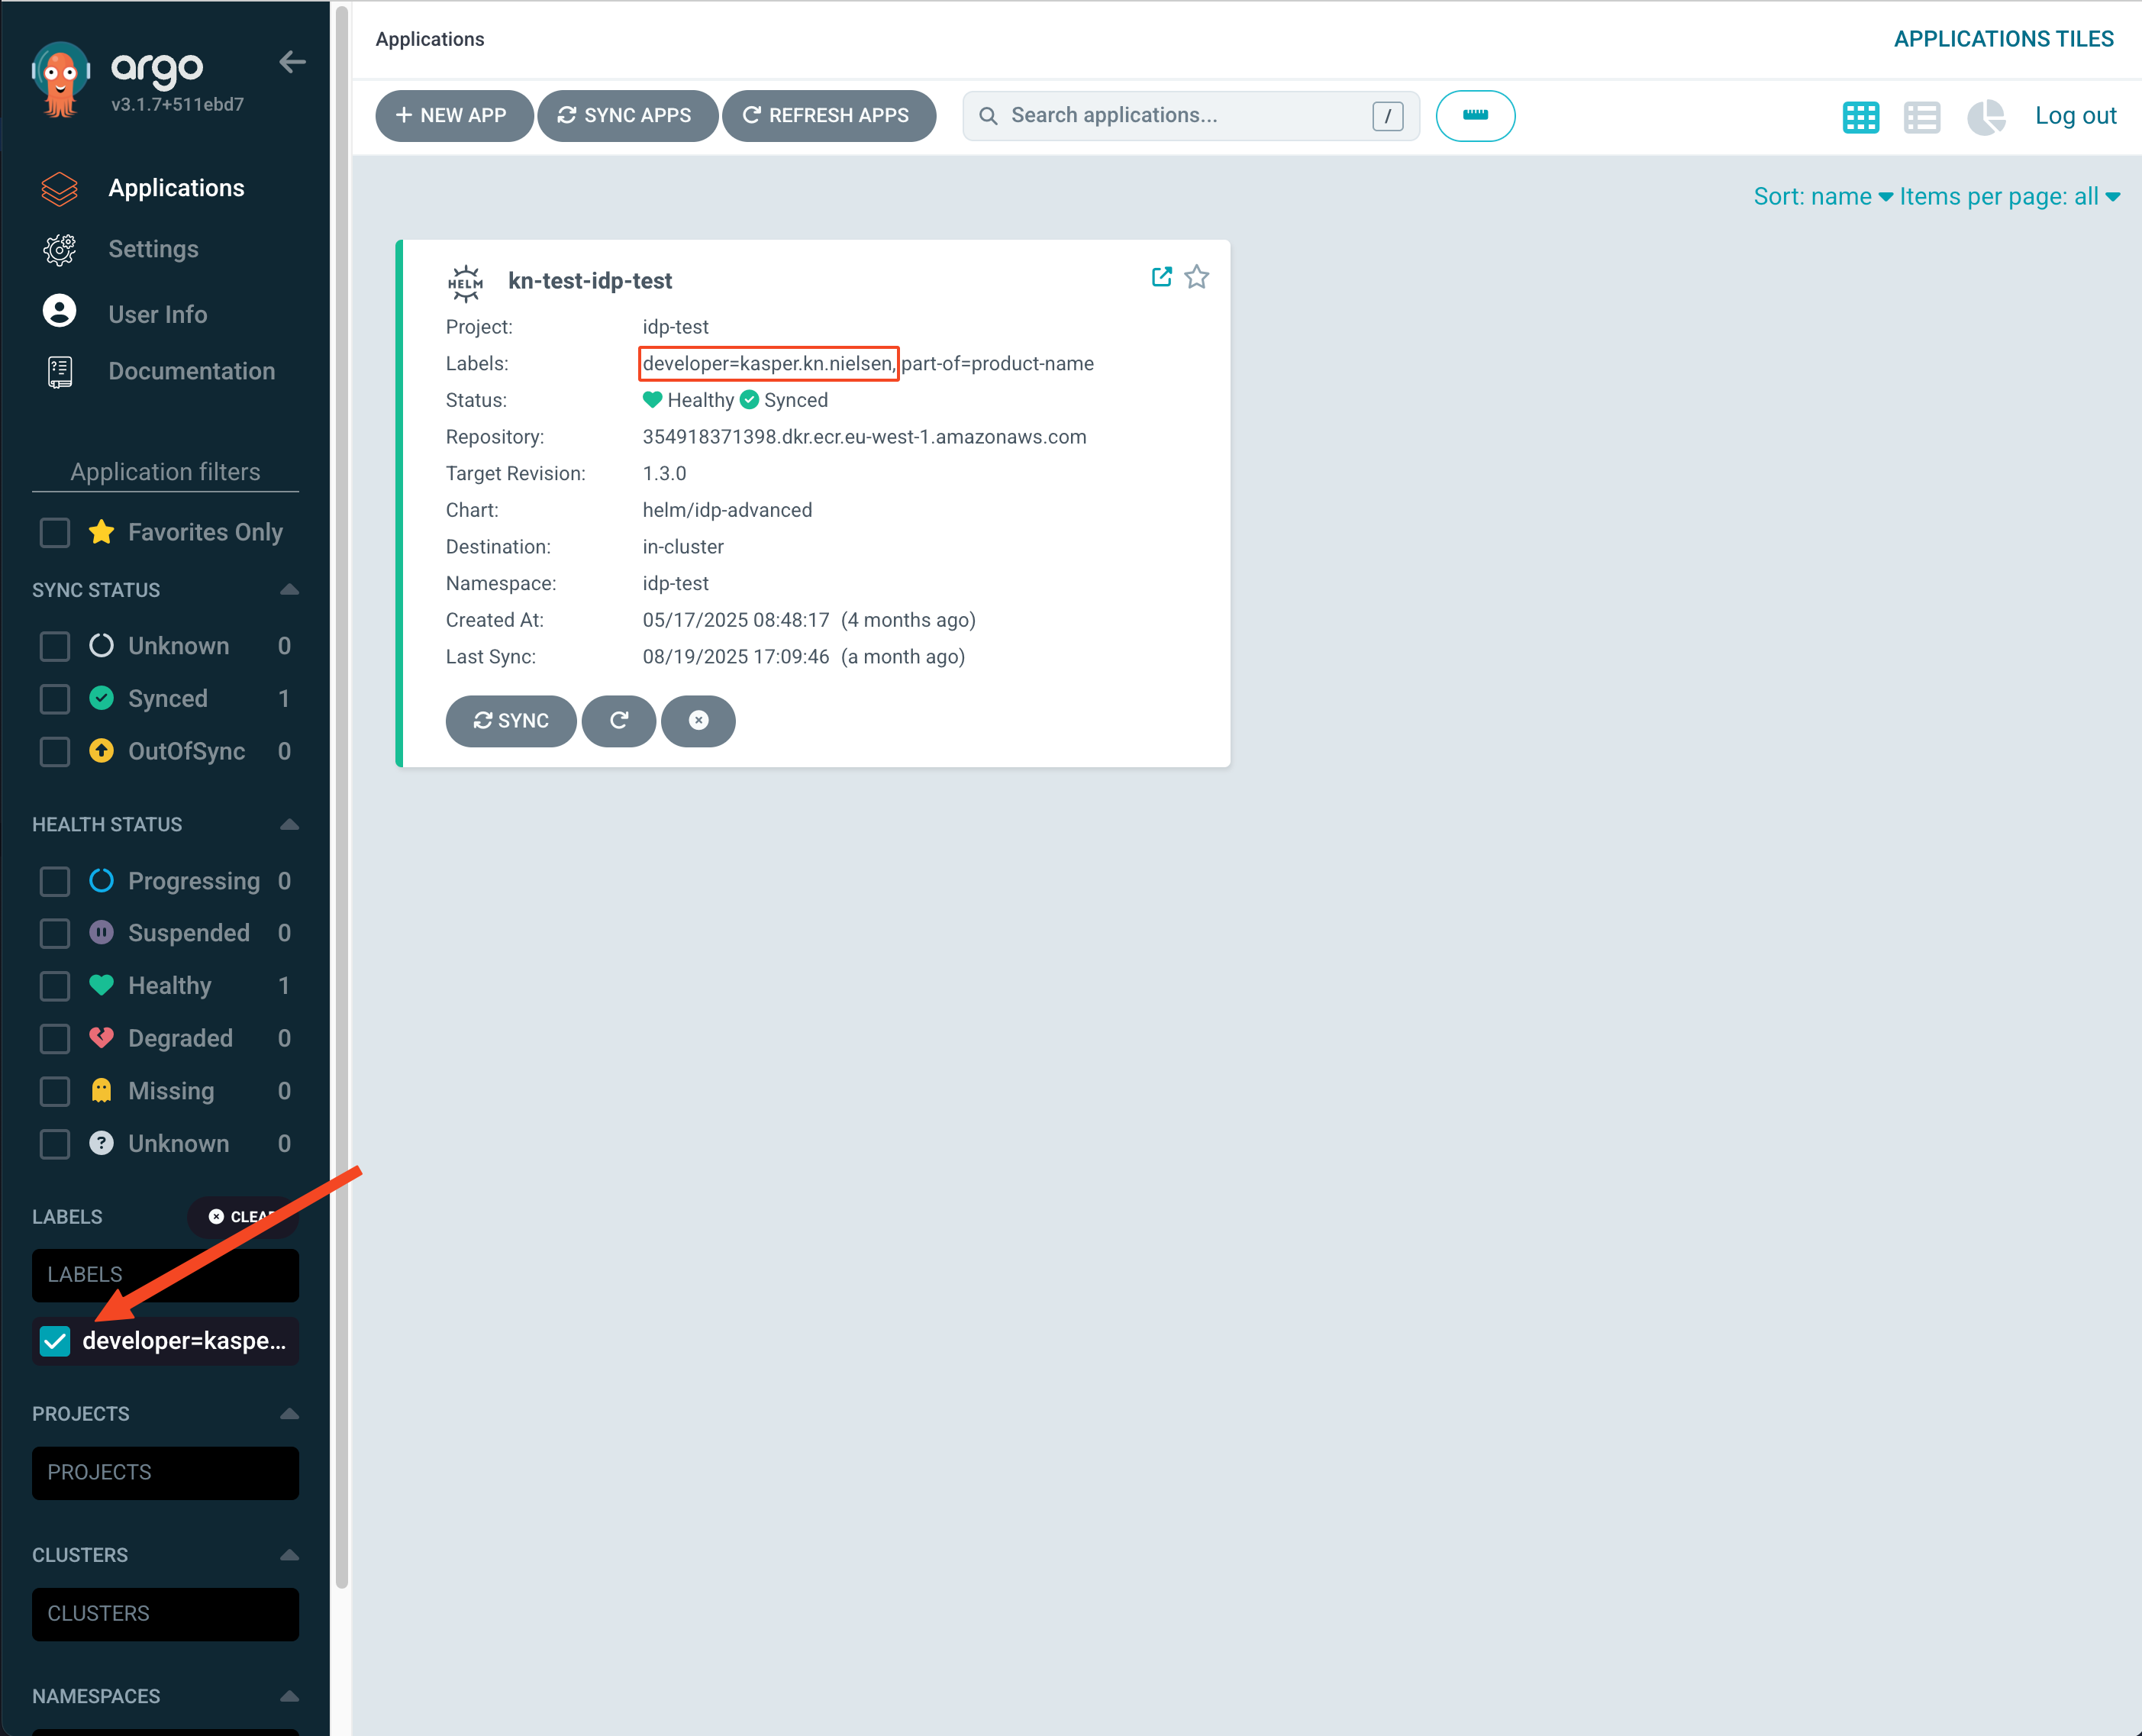 argo
v3.1.7+511ebd7
Applications
Settings
User Info
Documentation
Application filters
Favorites Only
SYNC STATUS
Unknown 0
Synced 1
OutOfSync 0
HEALTH STATUS
Progressing 0
Suspended 0
Healthy 1
Degraded 0
Missing 0
Unknown 0
LABELS
LABELS
developer=kaspe...
PROJECTS
PROJECTS
CLUSTERS
CLUSTERS
NAMESPACES
Applications
APPLICATIONS TILES
+ NEW APP
SYNC APPS
REFRESH APPS
Search applications...
/
Log out
Sort: name
Items per page: all
HELM
kn-test-idp-test
Project: idp-test
Labels: developer=kasper.kn.nielsen, part-of=product-name
Status: Healthy Synced
Repository: 354918371398.dkr.ecr.eu-west-1.amazonaws.com
Target Revision: 1.3.0
Chart: helm/idp-advanced
Destination: in-cluster
Namespace: idp-test
Created At: 05/17/2025 08:48:17 (4 months ago)
Last Sync: 08/19/2025 17:09:46 (a month ago)
SYNC